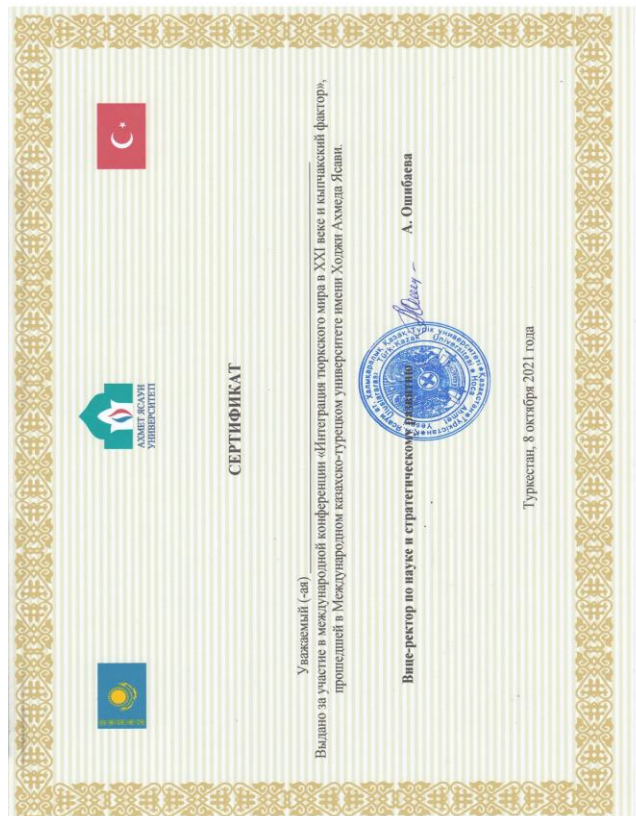 АХМЕТ ЯСАУИ
УНИВЕРСИТЕТІ
СЕРТИФИКАТ
Уважаемый (-ая)
Выдано за участие в международной конференции «Интеграция тюркского мира в XXI веке и кыпчакский фактор»,
прошедшей в Международном казахско-турецком университете имени Ходжи Ахмеда Ясави.
Вице-ректор по науке и стратегическому развитию А. Ошибаева
Туркестан, 8 октября 2021 года